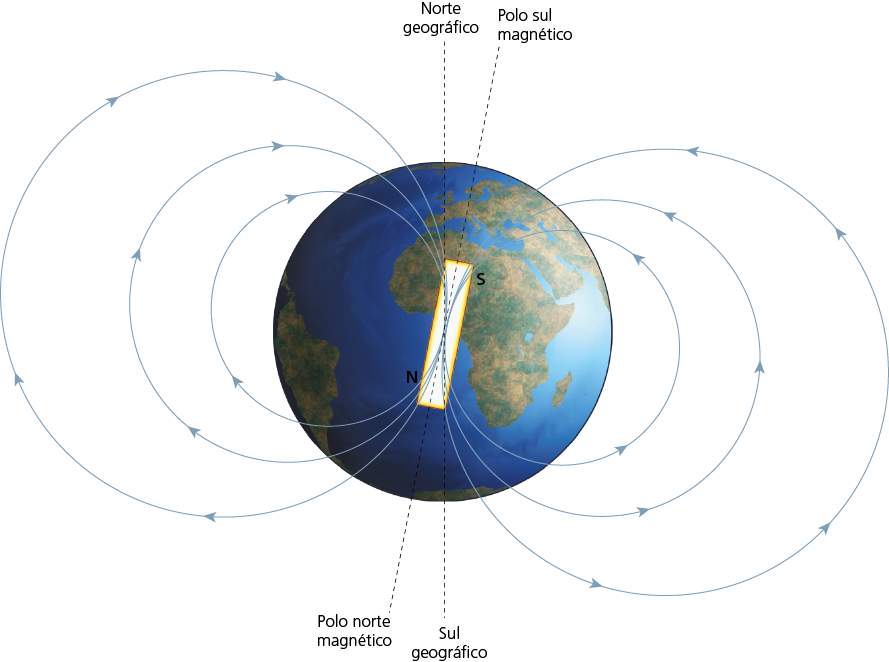 Norte
geográfico
Polo sul
magnético
S
N
Polo norte
magnético
Sul
geográfico